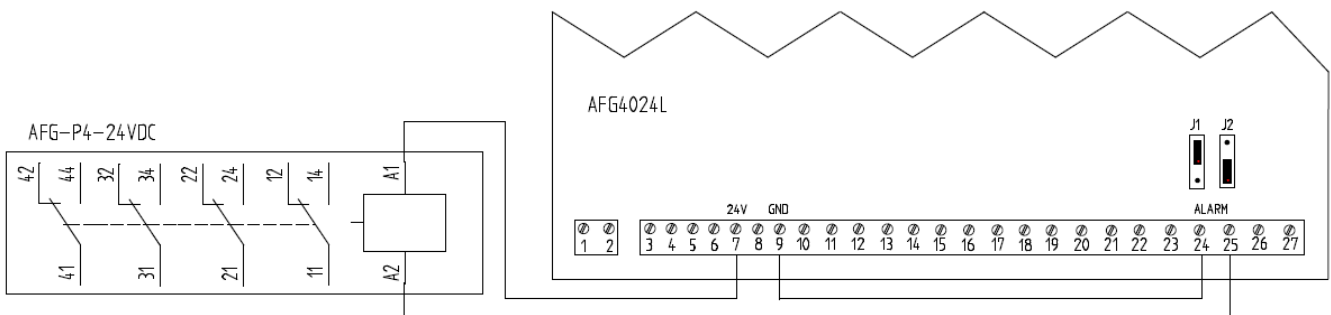 AFG4024L
J1 J2
AFG-P4-24VDC
42 44 32 34 22 24 12 14 A1
24V GND ALARM
1 2 3 4 5 6 7 8 9 10 11 12 13 14 15 16 17 18 19 20 21 22 23 24 25 26 27
41 31 21 11 A2